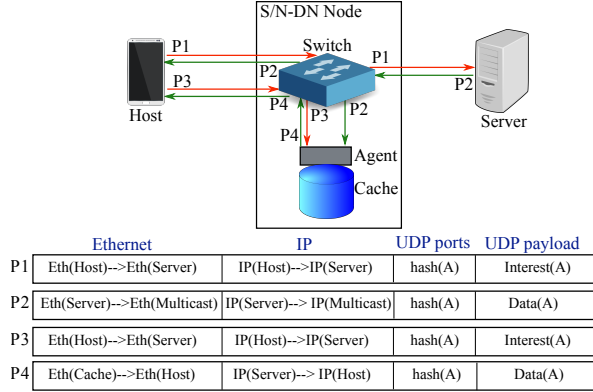 S/N-DN Node
Switch
P1
P1
P2
P2
P3
P4
P3
P2
P4
Host
Server
Agent
Cache
Ethernet IP UDP ports UDP payload
P1 Eth(Host)-->Eth(Server) IP(Host)-->IP(Server) hash(A) Interest(A)
P2 Eth(Server)-->Eth(Multicast) IP(Server)--> IP(Multicast) hash(A) Data(A)
P3 Eth(Host)-->Eth(Server) IP(Host)-->IP(Server) hash(A) Interest(A)
P4 Eth(Cache)-->Eth(Host) IP(Server)--> IP(Host) hash(A) Data(A)